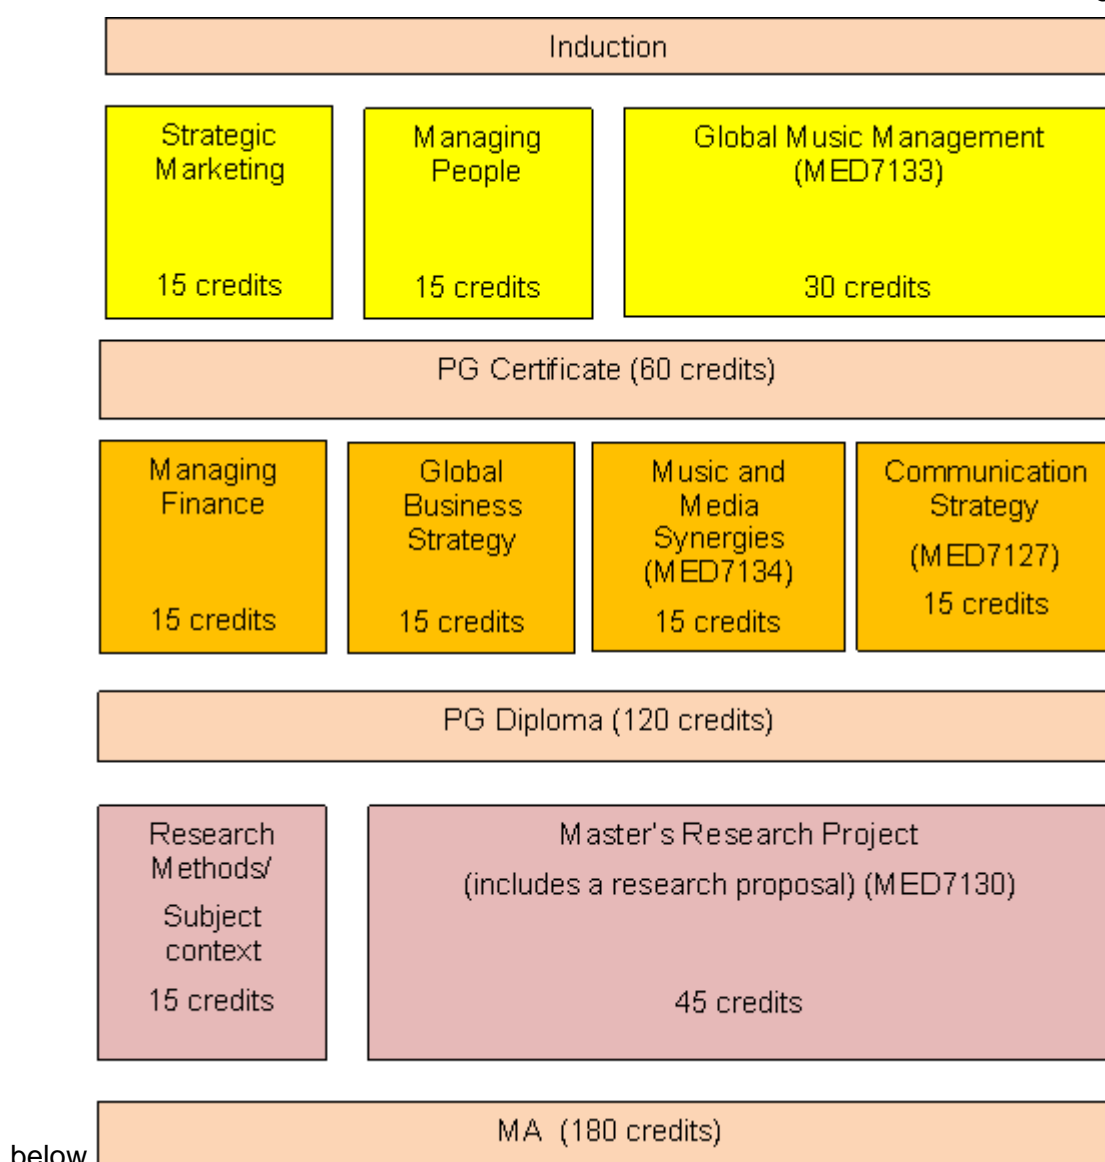 Induction
Strategic
Marketing
15 credits
Managing
People
15 credits
Global Music Management
(MED7133)
30 credits
PG Certificate (60 credits)
Managing
Finance
15 credits
Global
Business
Strategy
15 credits
Music and
Media
Synergies
(MED7134)
15 credits
Communication
Strategy
(MED7127)
15 credits
PG Diploma (120 credits)
Research
Methods/
Subject
context
15 credits
Master's Research Project
(includes a research proposal) (MED7130)
45 credits
MA (180 credits)
below